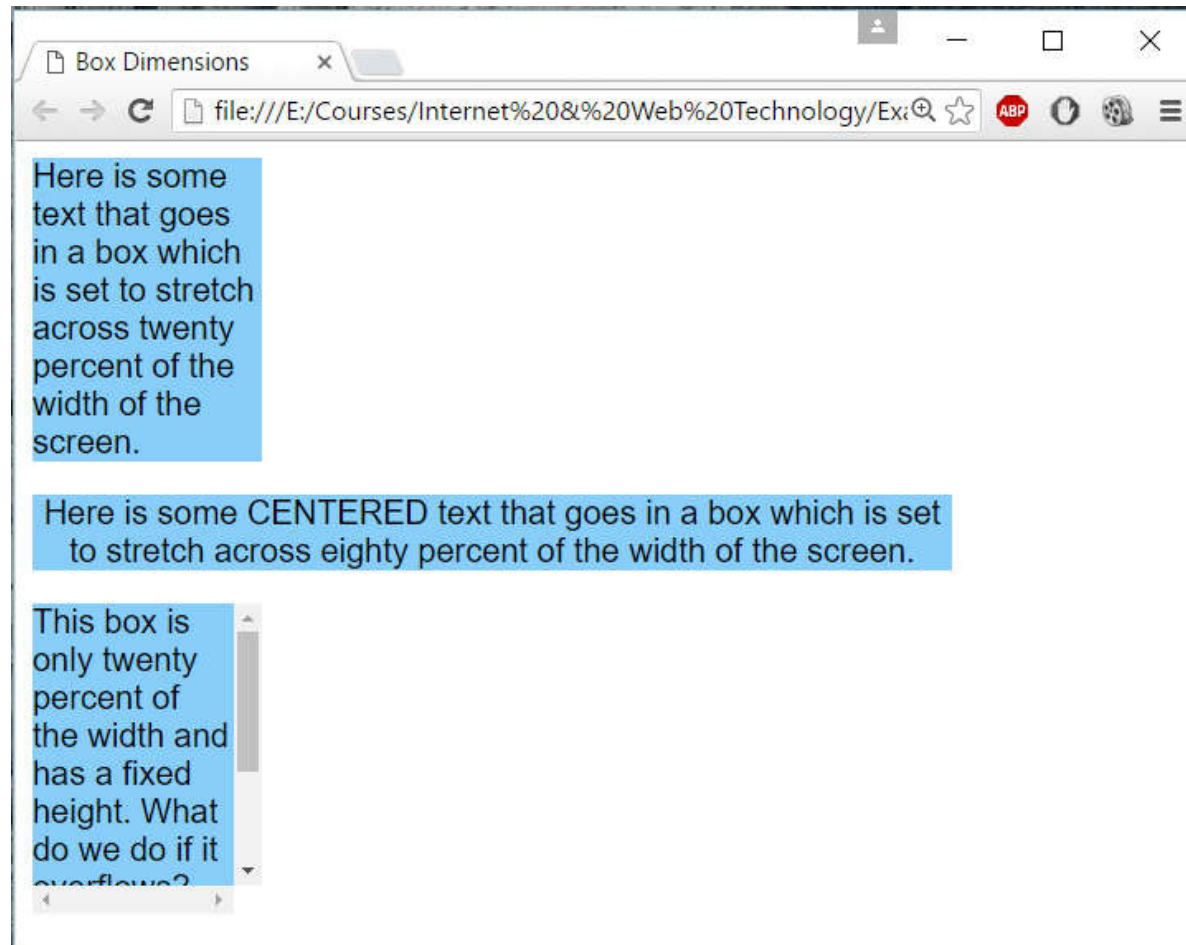 Box Dimensions
file:///E:/Courses/Internet%20&%20Web%20Technology/Exa
ABP
Here is some
text that goes
in a box which
is set to stretch
across twenty
percent of the
width of the
screen.
Here is some CENTERED text that goes in a box which is set
to stretch across eighty percent of the width of the screen.
This box is
only twenty
percent of
the width and
has a fixed
height. What
do we do if it
overflows?